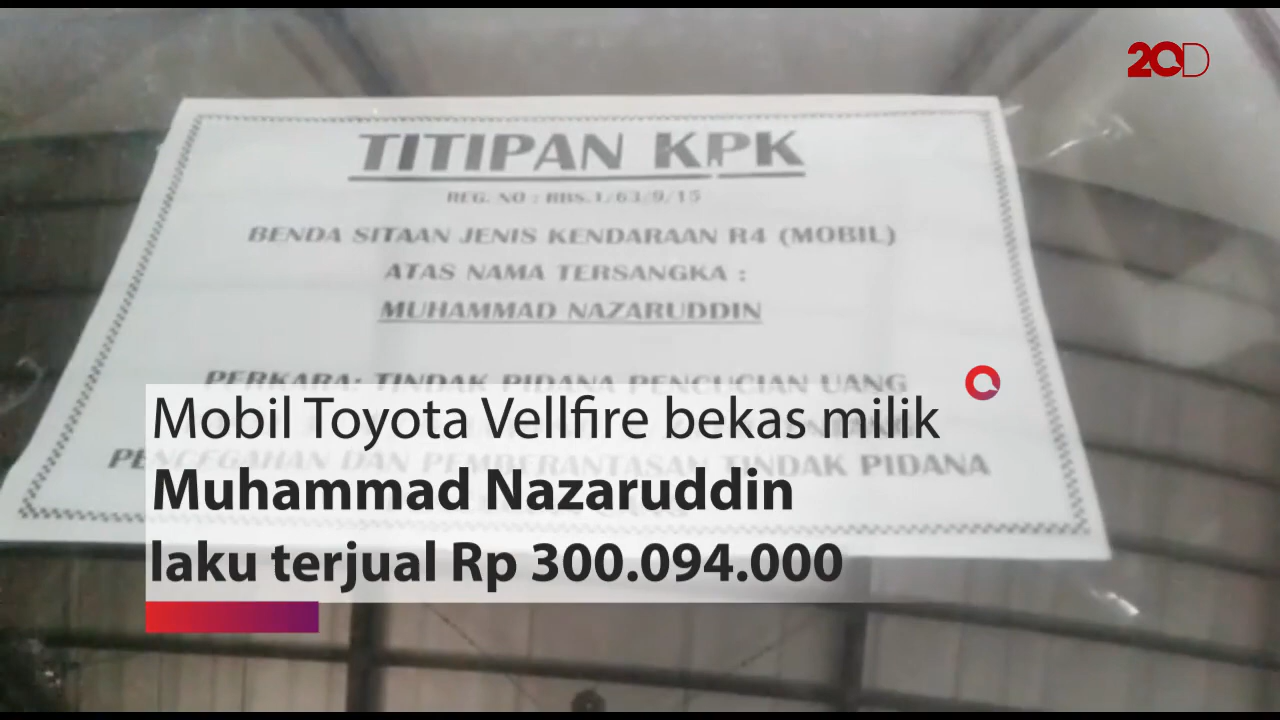 20D
TITIPAN KPK
REG. NO : RBS.1/63/9/15
BENDA SITAAN JENIS KENDARAAN R4 (MOBIL)
ATAS NAMA TERSANGKA :
MUHAMMAD NAZARUDDIN
PERKARA: TINDAK PIDANA PENCUCIAN UANG
PENCEGAHAN DAN PEMBERANTASAN TINDAK PIDANA
Mobil Toyota Vellfire bekas milik
Muhammad Nazaruddin
laku terjual Rp 300.094.000